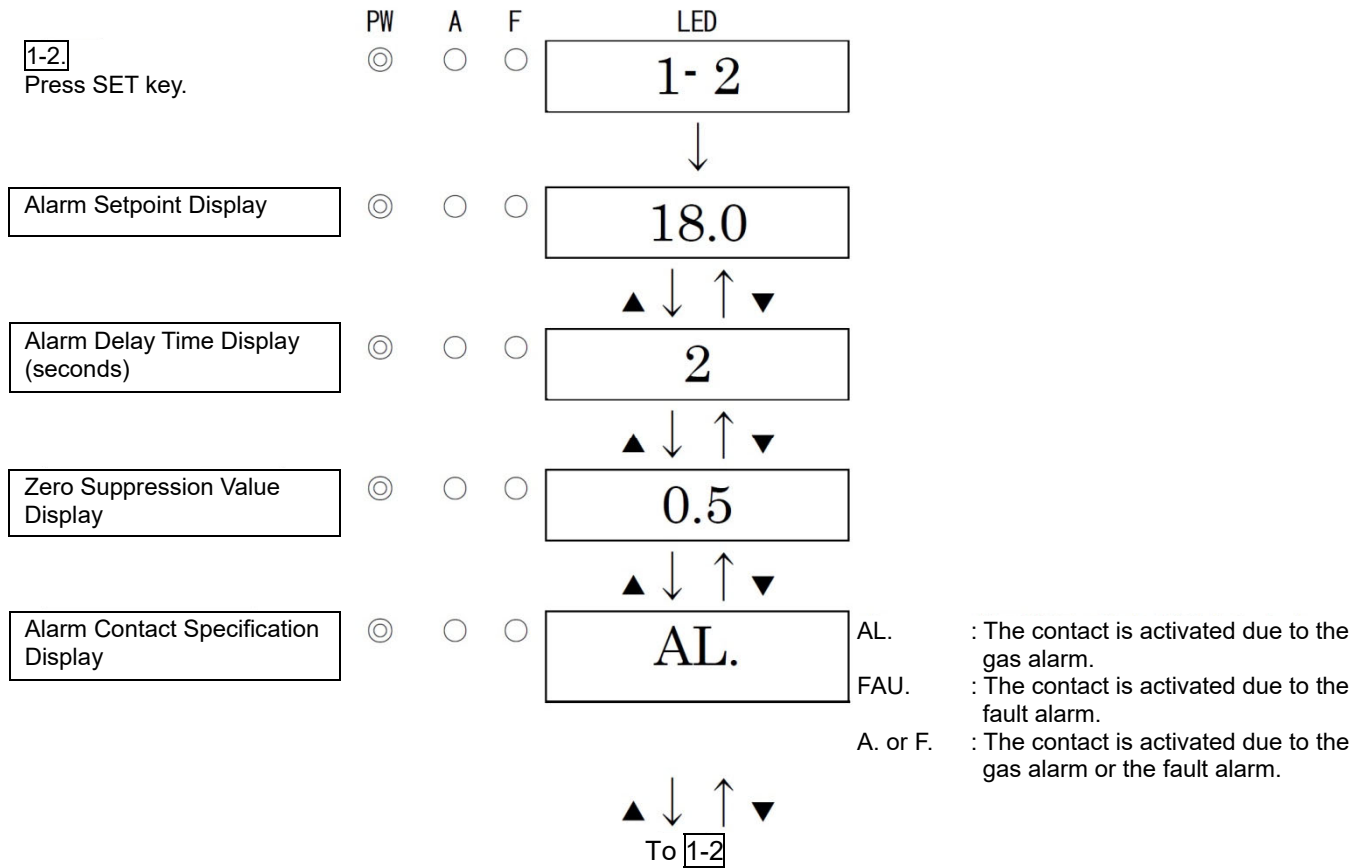 PW A F LED
1-2.
Press SET key.
1- 2
↓
Alarm Setpoint Display
18.0
▲ ↓ ↑ ▼
Alarm Delay Time Display
(seconds)
2
▲ ↓ ↑ ▼
Zero Suppression Value
Display
0.5
▲ ↓ ↑ ▼
Alarm Contact Specification
Display
AL.
AL. : The contact is activated due to the
gas alarm.
FAU. : The contact is activated due to the
fault alarm.
A. or F. : The contact is activated due to the
gas alarm or the fault alarm.
▲ ↓ ↑ ▼
To 1-2